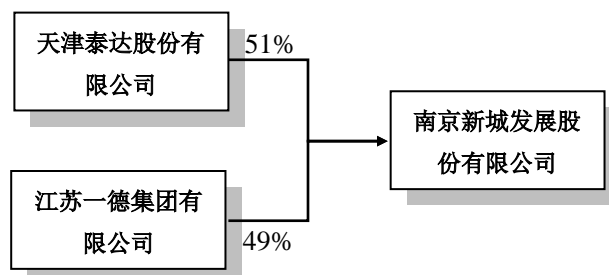 天津泰达股份有
限公司
51%
南京新城发展股
份有限公司
江苏一德集团有
限公司
49%